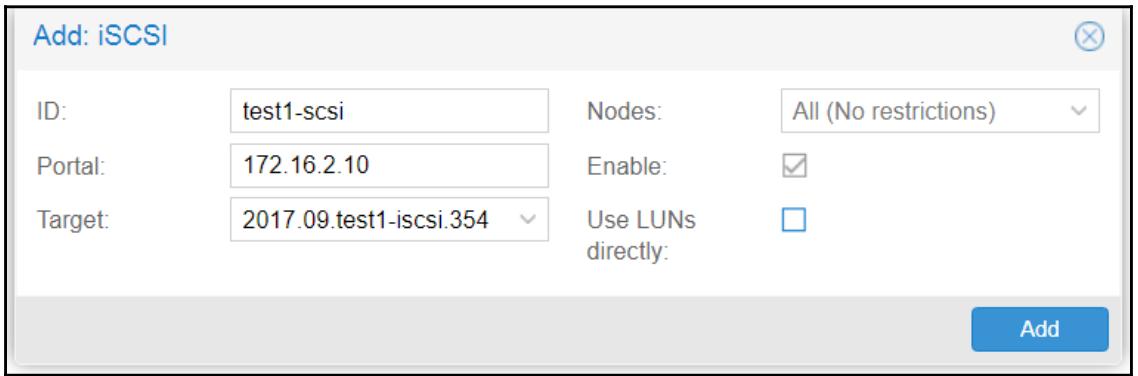 Add: iSCSI
ID: test1-scsi Nodes: All (No restrictions)
Portal: 172.16.2.10 Enable:
Target: 2017.09.test1-iscsi.354 Use LUNs
directly:
Add